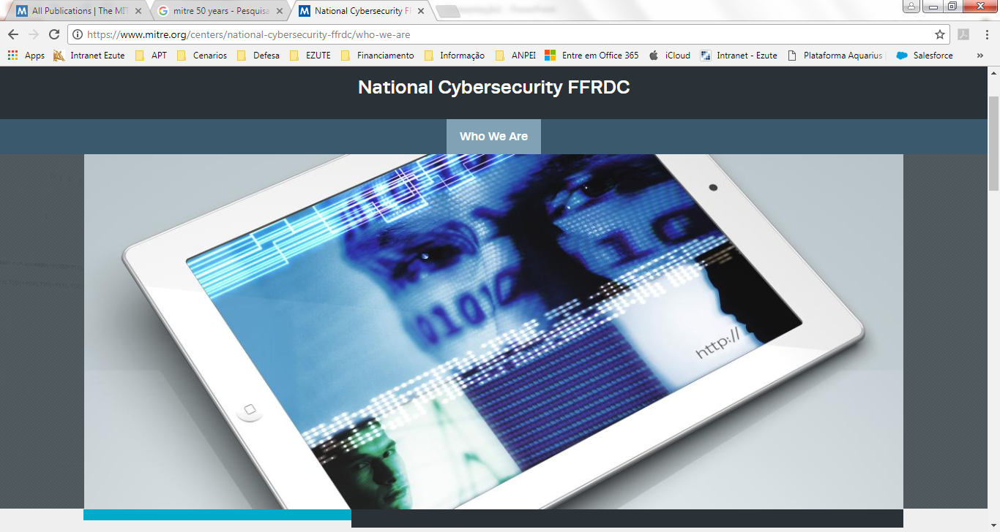 All Publications | The MIT
mitre 50 years - Pesquisa
National Cybersecurity FF
https://www.mitre.org/centers/national-cybersecurity-ffrdc/who-we-are
Apps Intranet Ezute APT Cenarios Defesa EZUTE Financiamento Informação ANPEI Entre em Office 365 iCloud Intranet - Ezute Plataforma Aquarius Salesforce »
National Cybersecurity FFRDC
Who We Are
0101
1 0
http://